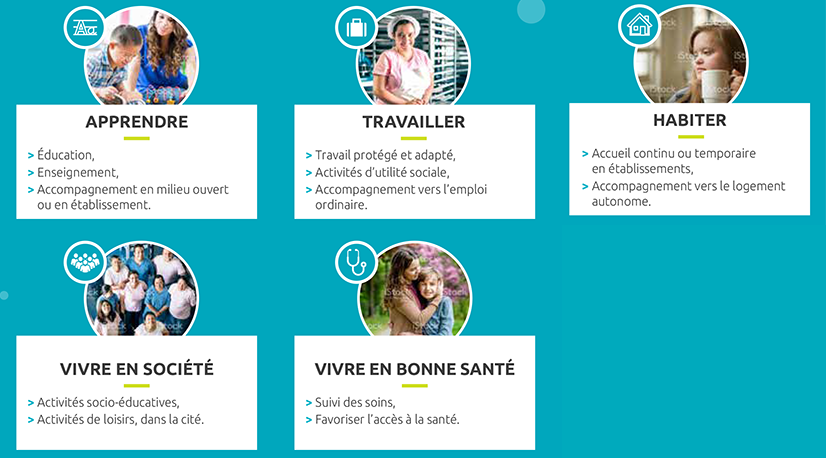 APPRENDRE
> Éducation,
> Enseignement,
> Accompagnement en milieu ouvert
ou en établissement.
TRAVAILLER
> Travail protégé et adapté,
> Activités d'utilité sociale,
> Accompagnement vers l'emploi
ordinaire.
HABITER
> Accueil continu ou temporaire
en établissements,
> Accompagnement vers le logement
autonome.
VIVRE EN SOCIÉTÉ
> Activités socio-éducatives,
> Activités de loisirs, dans la cité.
VIVRE EN BONNE SANTÉ
> Suivi des soins,
> Favoriser l'accès à la santé.